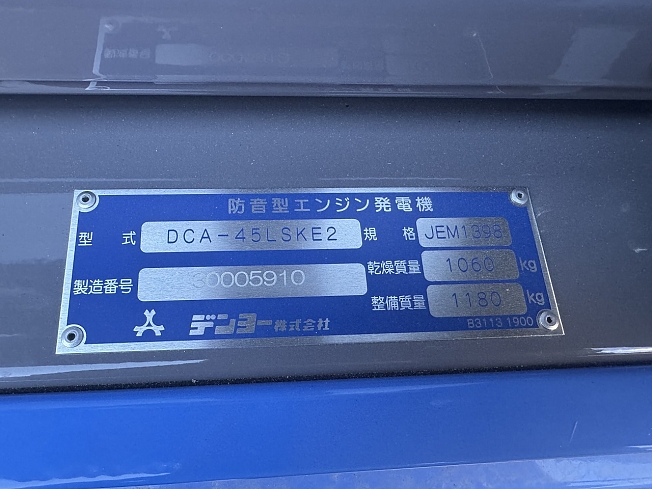 防音型エンジン発電機
型式 DCA-45LSKE2 規格 JEM1398
乾燥質量 1060 kg
製造番号 30005910
整備質量 1180 kg
デンヨー株式会社
B3113 1900